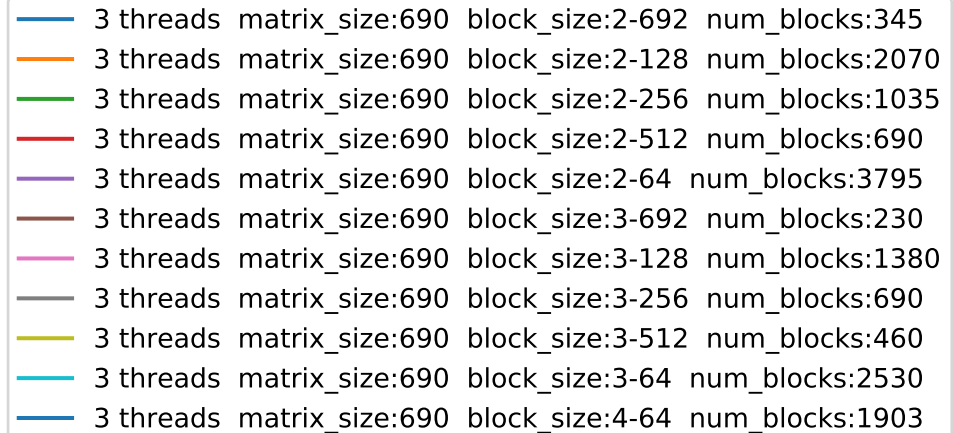 3 threads matrix_size:690 block_size:2-692 num_blocks:345
3 threads matrix_size:690 block_size:2-128 num_blocks:2070
3 threads matrix_size:690 block_size:2-256 num_blocks:1035
3 threads matrix_size:690 block_size:2-512 num_blocks:690
3 threads matrix_size:690 block_size:2-64 num_blocks:3795
3 threads matrix_size:690 block_size:3-692 num_blocks:230
3 threads matrix_size:690 block_size:3-128 num_blocks:1380
3 threads matrix_size:690 block_size:3-256 num_blocks:690
3 threads matrix_size:690 block_size:3-512 num_blocks:460
3 threads matrix_size:690 block_size:3-64 num_blocks:2530
3 threads matrix_size:690 block_size:4-64 num_blocks:1903